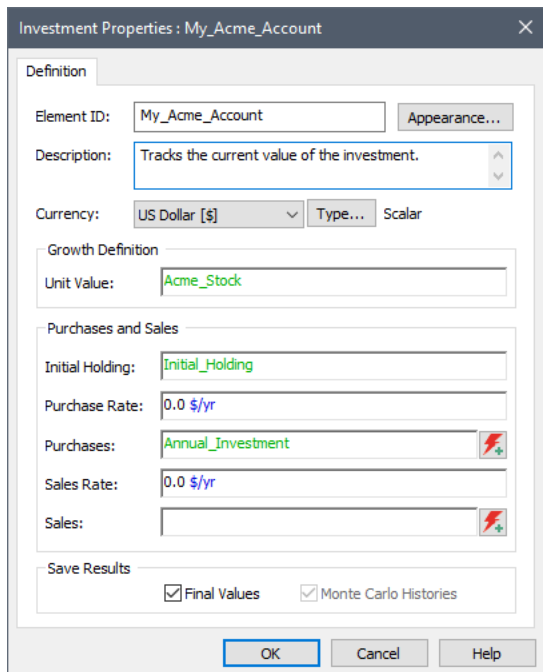 Investment Properties : My_Acme_Account
Definition
Element ID: My_Acme_Account Appearance...
Description: Tracks the current value of the investment.
Currency: US Dollar [$] Type... Scalar
Growth Definition
Unit Value: Acme_Stock
Purchases and Sales
Initial Holding: Initial_Holding
Purchase Rate: 0.0 $/yr
Purchases: Annual_Investment
Sales Rate: 0.0 $/yr
Sales:
Save Results
Final Values Monte Carlo Histories
OK Cancel Help